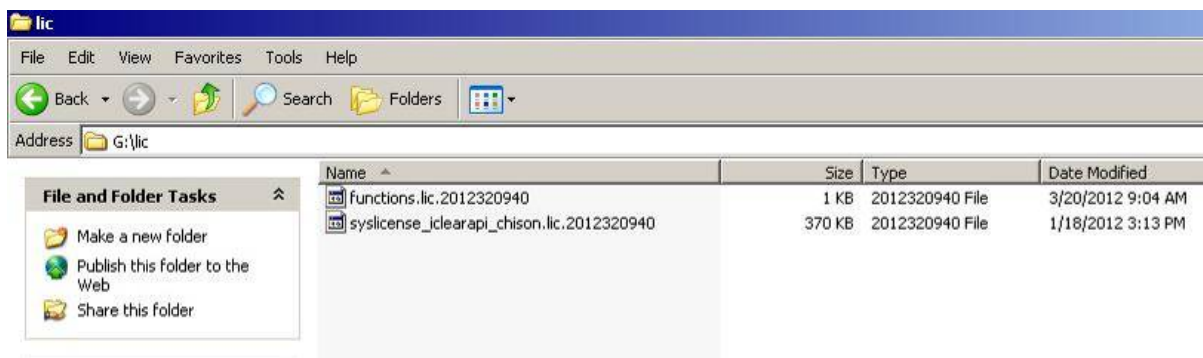 lic
File Edit View Favorites Tools Help
Back Search Folders
Address G:\lic
Name Size Type Date Modified
File and Folder Tasks
functions.lic.2012320940 1 KB 2012320940 File 3/20/2012 9:04 AM
syslicense_iclearapi_chison.lic.2012320940 370 KB 2012320940 File 1/18/2012 3:13 PM
Make a new folder
Publish this folder to the
Web
Share this folder